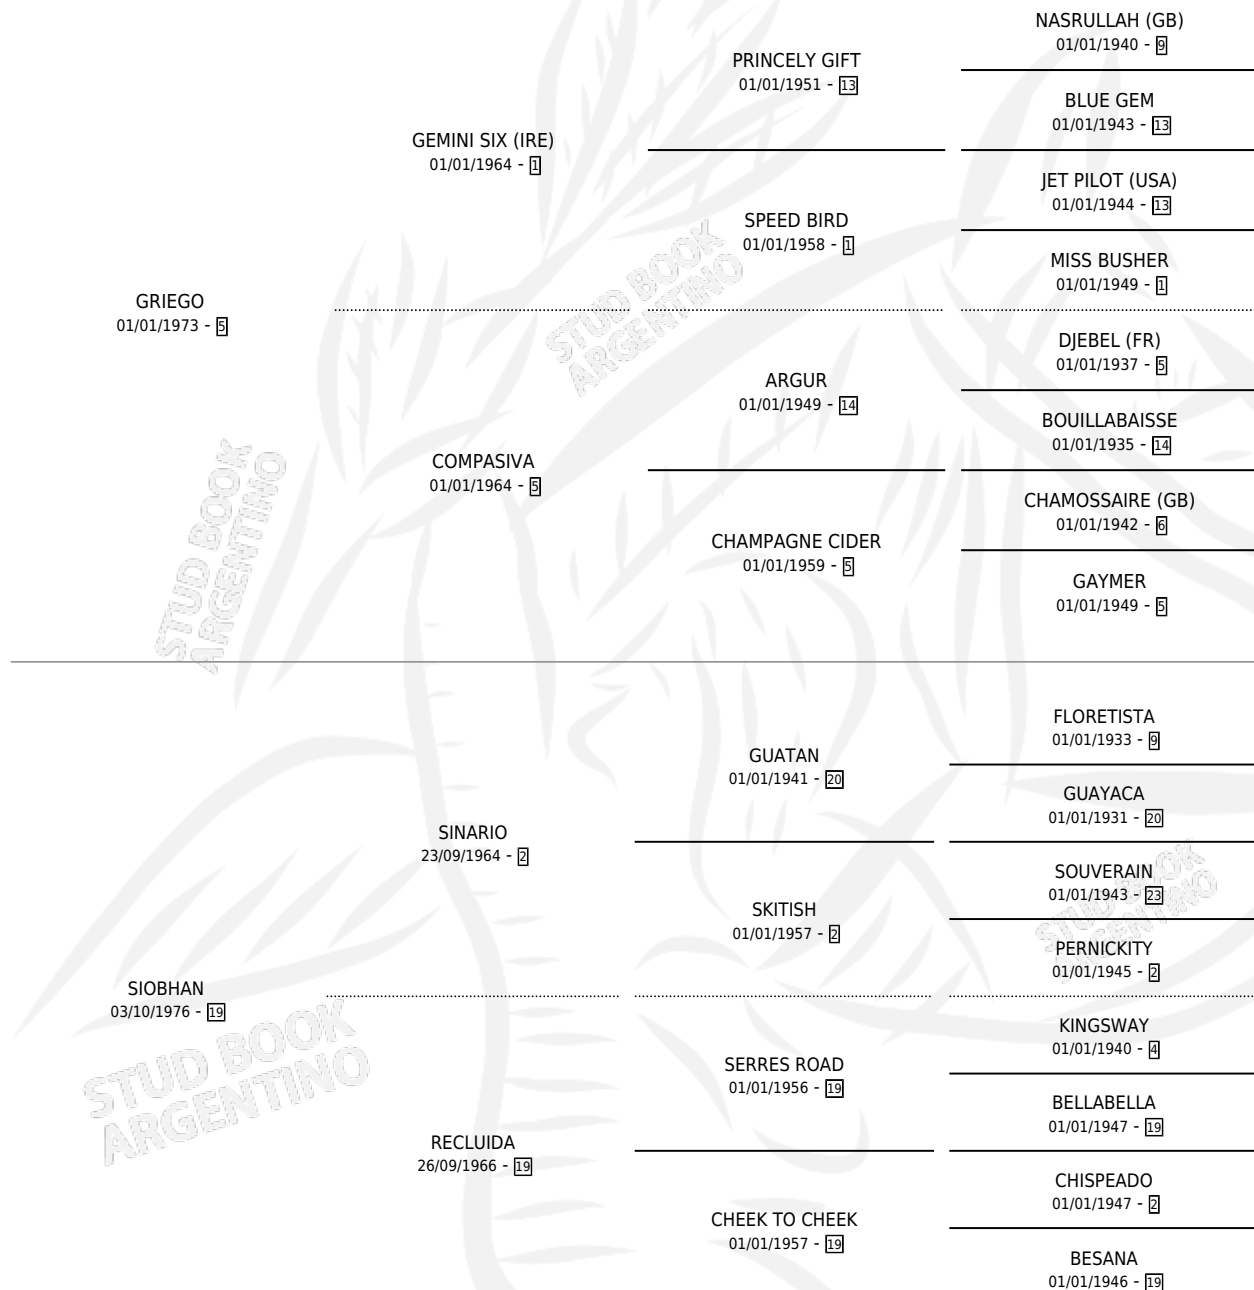 NASRULLAH (GB)
01/01/1940 - 9
PRINCELY GIFT
01/01/1951 - 13
BLUE GEM
01/01/1943 - 13
GEMINI SIX (IRE)
01/01/1964 - 1
JET PILOT (USA)
01/01/1944 - 13
SPEED BIRD
01/01/1958 - 1
MISS BUSHER
01/01/1949 - 1
GRIEGO
01/01/1973 - 5
DJEBEL (FR)
01/01/1937 - 5
ARGUR
01/01/1949 - 14
BOUILLABAISSE
01/01/1935 - 14
COMPASIVA
01/01/1964 - 5
CHAMOSSAIRE (GB)
01/01/1942 - 6
CHAMPAGNE CIDER
01/01/1959 - 5
GAYMER
01/01/1949 - 5
FLORETISTA
01/01/1933 - 9
GUATAN
01/01/1941 - 20
GUAYACA
01/01/1931 - 20
SINARIO
23/09/1964 - 2
SOUVERAIN
01/01/1943 - 23
SKITISH
01/01/1957 - 2
PERNICKITY
01/01/1945 - 2
SIOBHAN
03/10/1976 - 19
KINGSWAY
01/01/1940 - 4
SERRES ROAD
01/01/1956 - 19
BELLABELLA
01/01/1947 - 19
RECLUIDA
26/09/1966 - 19
CHISPEADO
01/01/1947 - 2
CHEEK TO CHEEK
01/01/1957 - 19
BESANA
01/01/1946 - 19
STUD BOOK
ARGENTINO
STUD BOOK
ARGENTINO
STUD BOOK
ARGENTINO
STUD BOOK
ARGENTINO